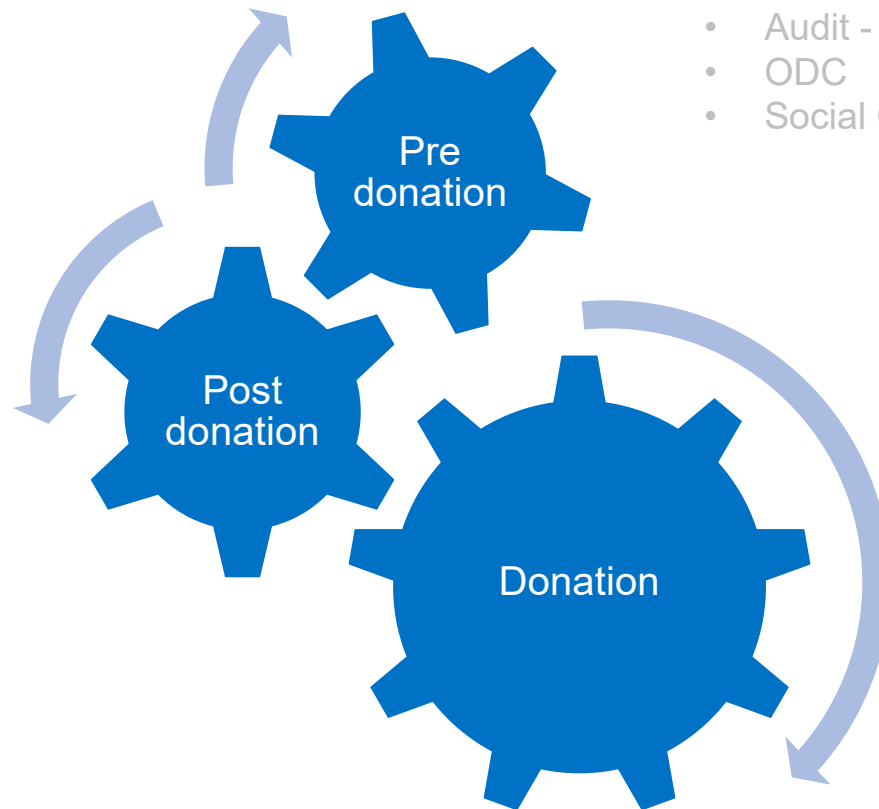 • Audit -
• ODC
• Social
Pre
donation
Post
donation
Donation